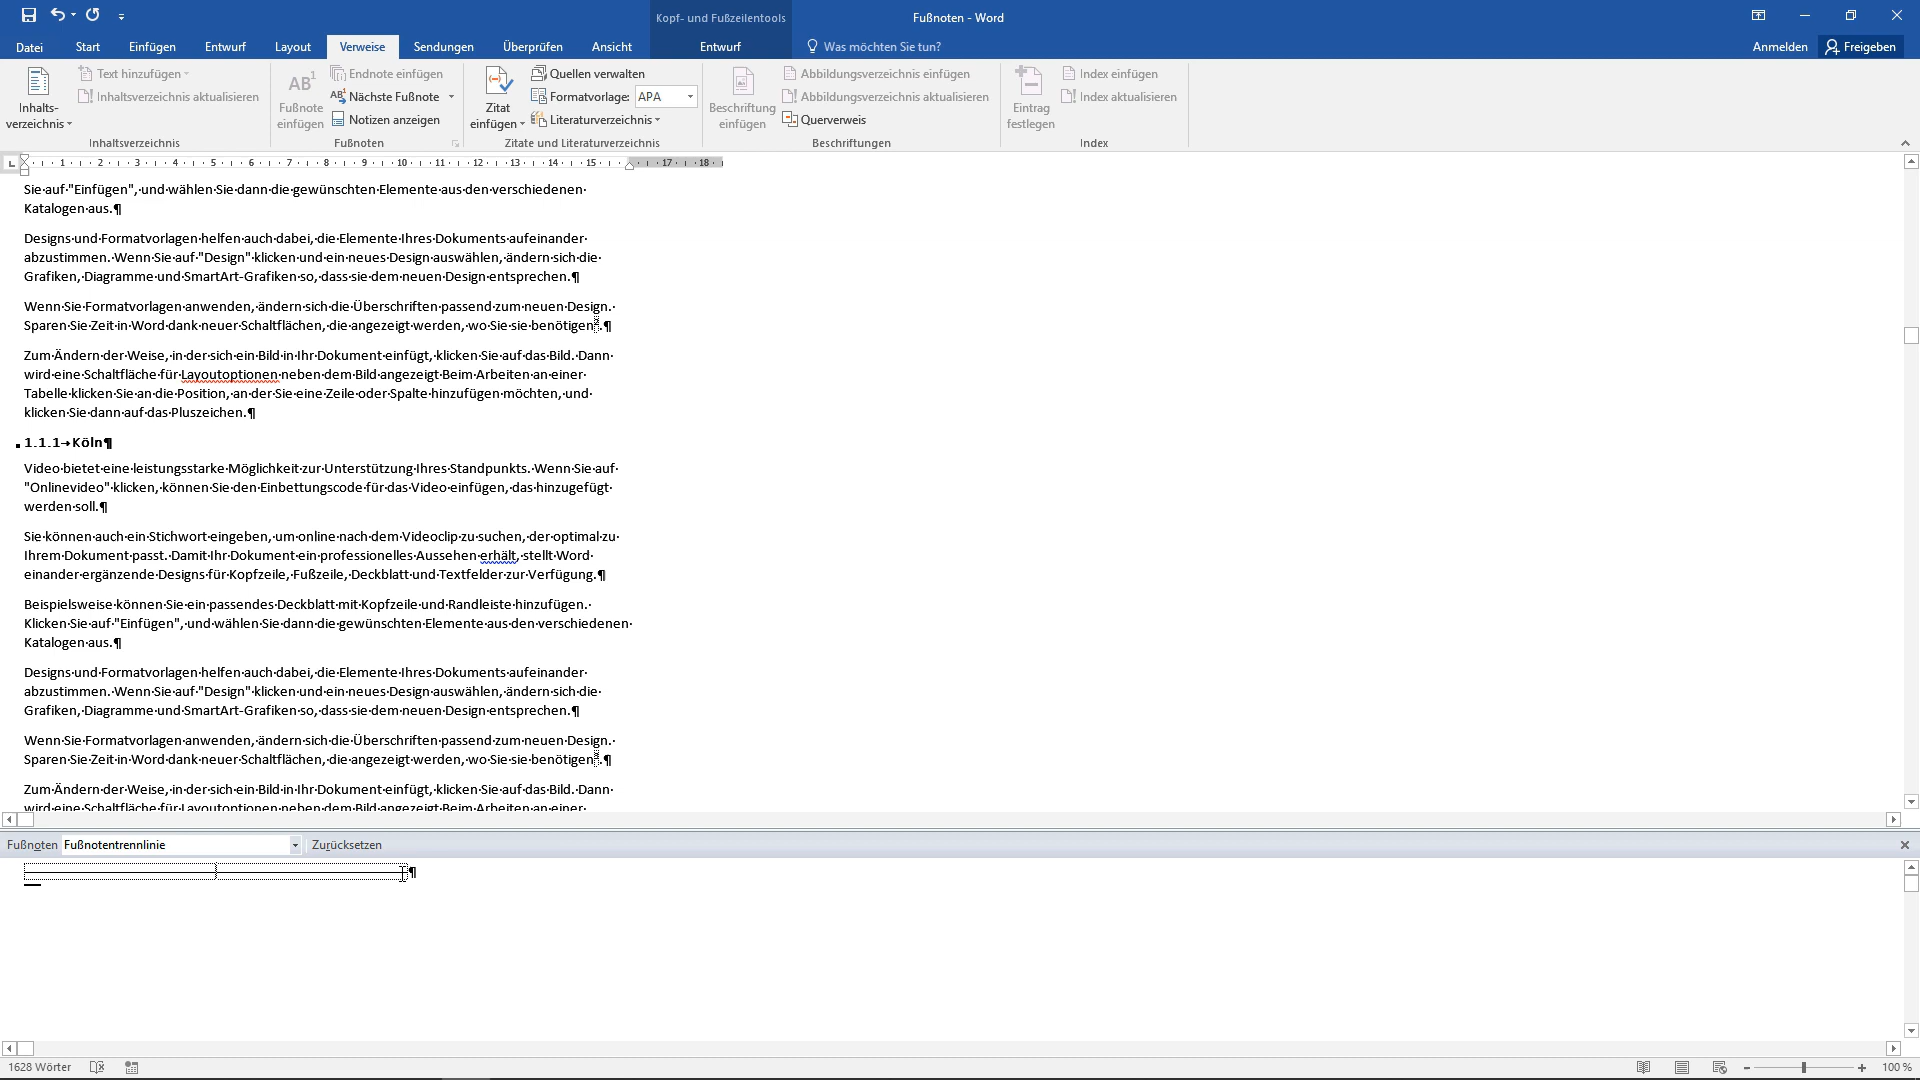 Kopf- und Fußzeilentools
Fußnoten - Word
Datei Start Einfügen Entwurf Layout Verweise Sendungen Überprüfen Ansicht Entwurf Was möchten Sie tun? Anmelden Freigeben
Inhalts-
verzeichnis
Text hinzufügen
Inhaltsverzeichnis aktualisieren
Inhaltsverzeichnis
AB1
Fußnote
einfügen
Endnote einfügen
Nächste Fußnote
Notizen anzeigen
Fußnoten
Zitat
einfügen
Quellen verwalten
Formatvorlage: APA
Literaturverzeichnis
Zitate und Literaturverzeichnis
Beschriftung
einfügen
Abbildungsverzeichnis einfügen
Abbildungsverzeichnis aktualisieren
Querverweis
Beschriftungen
Eintrag
festlegen
Index einfügen
Index aktualisieren
Index
1 2 3 4 5 6 7 8 9 10 11 12 13 14 15 17 18
Sie·auf·"Einfügen",·und·wählen·Sie·dann·die·gewünschten·Elemente·aus·den·verschiedenen·
Katalogen·aus.¶
Designs·und·Formatvorlagen·helfen·auch·dabei,·die·Elemente·Ihres·Dokuments·aufeinander·
abzustimmen.·Wenn·Sie·auf·"Design"·klicken·und·ein·neues·Design·auswählen,·ändern·sich·die·
Grafiken,·Diagramme·und·SmartArt-Grafiken·so,·dass·sie·dem·neuen·Design·entsprechen.¶
Wenn·Sie·Formatvorlagen·anwenden,·ändern·sich·die·Überschriften·passend·zum·neuen·Design.·
Sparen·Sie·Zeit·in·Word·dank·neuer·Schaltflächen,·die·angezeigt·werden,·wo·Sie·sie·benötigen.¶
Zum·Ändern·der·Weise,·in·der·sich·ein·Bild·in·Ihr·Dokument·einfügt,·klicken·Sie·auf·das·Bild.·Dann·
wird·eine·Schaltfläche·für·Layoutoptionen·neben·dem·Bild·angezeigt·Beim·Arbeiten·an·einer·
Tabelle·klicken·Sie·an·die·Position,·an·der·Sie·eine·Zeile·oder·Spalte·hinzufügen·möchten,·und·
klicken·Sie·dann·auf·das·Pluszeichen.¶
1.1.1→Köln¶
Video·bietet·eine·leistungsstarke·Möglichkeit·zur·Unterstützung·Ihres·Standpunkts.·Wenn·Sie·auf·
"Onlinevideo"·klicken,·können·Sie·den·Einbettungscode·für·das·Video·einfügen,·das·hinzugefügt·
werden·soll.¶
Sie·können·auch·ein·Stichwort·eingeben,·um·online·nach·dem·Videoclip·zu·suchen,·der·optimal·zu·
Ihrem·Dokument·passt.·Damit·Ihr·Dokument·ein·professionelles·Aussehen·erhält,·stellt·Word·
einander·ergänzende·Designs·für·Kopfzeile,·Fußzeile,·Deckblatt·und·Textfelder·zur·Verfügung.¶
Beispielsweise·können·Sie·ein·passendes·Deckblatt·mit·Kopfzeile·und·Randleiste·hinzufügen.·
Klicken·Sie·auf·"Einfügen",·und·wählen·Sie·dann·die·gewünschten·Elemente·aus·den·verschiedenen·
Katalogen·aus.¶
Designs·und·Formatvorlagen·helfen·auch·dabei,·die·Elemente·Ihres·Dokuments·aufeinander·
abzustimmen.·Wenn·Sie·auf·"Design"·klicken·und·ein·neues·Design·auswählen,·ändern·sich·die·
Grafiken,·Diagramme·und·SmartArt-Grafiken·so,·dass·sie·dem·neuen·Design·entsprechen.¶
Wenn·Sie·Formatvorlagen·anwenden,·ändern·sich·die·Überschriften·passend·zum·neuen·Design.·
Sparen·Sie·Zeit·in·Word·dank·neuer·Schaltflächen,·die·angezeigt·werden,·wo·Sie·sie·benötigen.¶
Zum·Ändern·der·Weise,·in·der·sich·ein·Bild·in·Ihr·Dokument·einfügt,·klicken·Sie·auf·das·Bild.·Dann·
wird·eine·Schaltfläche·für·Layoutoptionen·neben·dem·Bild·angezeigt·Beim·Arbeiten·an·einer·
Fußnoten Fußnotentrennlinie Zurücksetzen
¶
1628 Wörter 100 %